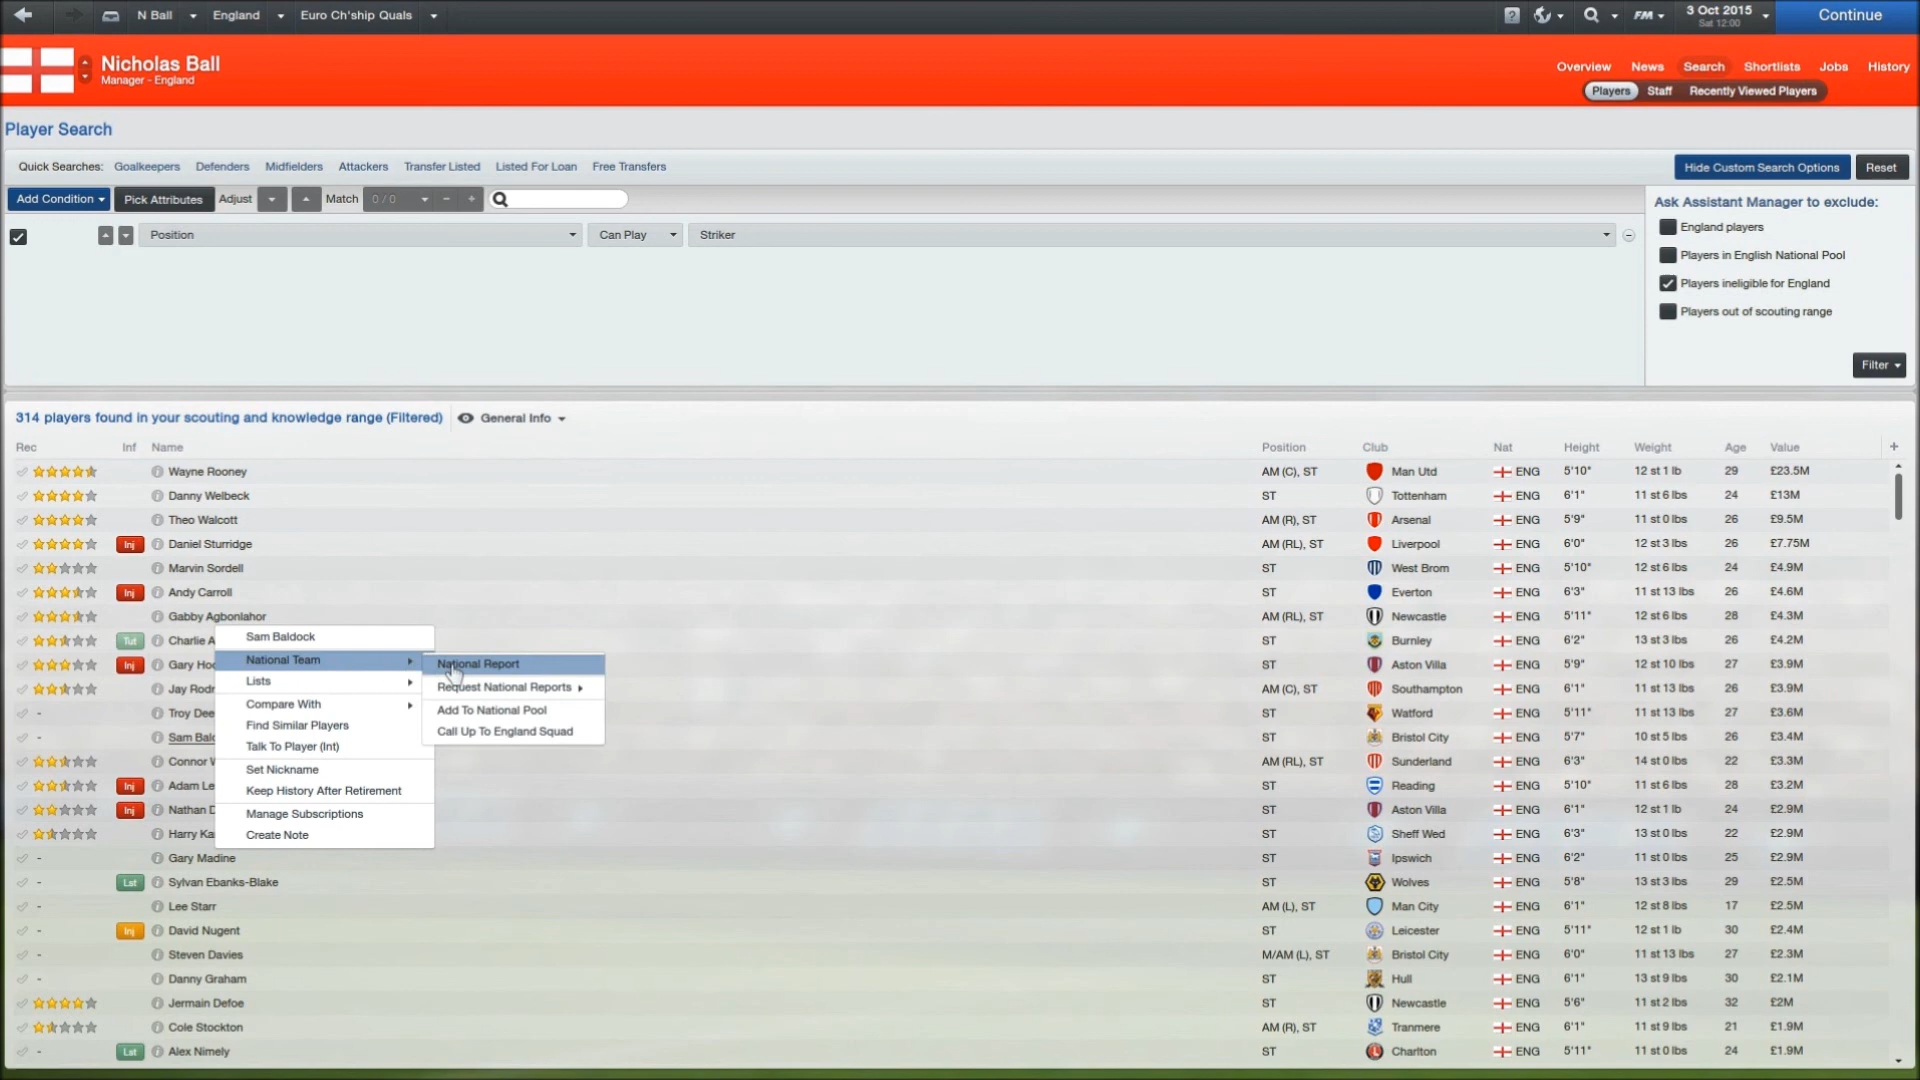 N Ball England Euro Ch'ship Quals ? FM 3 Oct 2015 Continue
Sat 12:00
Nicholas Ball
Manager - England
Overview News Search Shortlists Jobs History
Players Staff Recently Viewed Players
Player Search
Quick Searches: Goalkeepers Defenders Midfielders Attackers Transfer Listed Listed For Loan Free Transfers Hide Custom Search Options Reset
Add Condition Pick Attributes Adjust Match 0 / 0 - +
Ask Assistant Manager to exclude:
England players
Position Can Play Striker
Players in English National Pool
Players ineligible for England
Players out of scouting range
Filter
314 players found in your scouting and knowledge range (Filtered) General Info
Rec Inf Name Position Club Nat Height Weight Age Value +
Wayne Rooney AM (C), ST Man Utd ENG 5'10" 12 st 1 lb 29 £23.5M
Danny Welbeck ST Tottenham ENG 6'1" 11 st 6 lbs 24 £13M
Theo Walcott AM (R), ST Arsenal ENG 5'9" 11 st 0 lbs 26 £9.5M
Inj Daniel Sturridge AM (RL), ST Liverpool ENG 6'0" 12 st 3 lbs 26 £7.75M
Marvin Sordell ST West Brom ENG 5'10" 12 st 6 lbs 24 £4.9M
Inj Andy Carroll ST Everton ENG 6'3" 11 st 13 lbs 26 £4.6M
Gabby Agbonlahor AM (RL), ST Newcastle ENG 5'11" 12 st 6 lbs 28 £4.3M
Tut Charlie A ST Burnley ENG 6'2" 13 st 3 lbs 26 £4.2M
Inj Gary Hoo ST Aston Villa ENG 5'9" 12 st 10 lbs 27 £3.9M
Jay Rodr AM (C), ST Southampton ENG 6'1" 11 st 13 lbs 26 £3.9M
- Troy Dee ST Watford ENG 5'11" 11 st 13 lbs 27 £3.6M
- Sam Bald ST Bristol City ENG 5'7" 10 st 5 lbs 26 £3.4M
Connor W AM (RL), ST Sunderland ENG 6'3" 14 st 0 lbs 22 £3.3M
Inj Adam Le ST Reading ENG 5'10" 11 st 6 lbs 28 £3.2M
Inj Nathan D ST Aston Villa ENG 6'1" 12 st 1 lb 24 £2.9M
Harry Ka ST Sheff Wed ENG 6'3" 13 st 0 lbs 22 £2.9M
- Gary Madine ST Ipswich ENG 6'2" 11 st 0 lbs 25 £2.9M
- Lst Sylvan Ebanks-Blake ST Wolves ENG 5'8" 13 st 3 lbs 29 £2.5M
- Lee Starr AM (L), ST Man City ENG 6'1" 12 st 8 lbs 17 £2.5M
- Inj David Nugent ST Leicester ENG 5'11" 12 st 1 lb 30 £2.4M
- Steven Davies M/AM (L), ST Bristol City ENG 6'0" 11 st 13 lbs 27 £2.3M
- Danny Graham ST Hull ENG 6'1" 13 st 9 lbs 30 £2.1M
Jermain Defoe ST Newcastle ENG 5'6" 11 st 2 lbs 32 £2M
Cole Stockton AM (R), ST Tranmere ENG 6'1" 11 st 9 lbs 21 £1.9M
- Lst Alex Nimely ST Charlton ENG 5'11" 11 st 0 lbs 24 £1.9M
Sam Baldock
National Team
Lists
Compare With
Find Similar Players
Talk To Player (Int)
Set Nickname
Keep History After Retirement
Manage Subscriptions
Create Note
National Report
Request National Reports
Add To National Pool
Call Up To England Squad